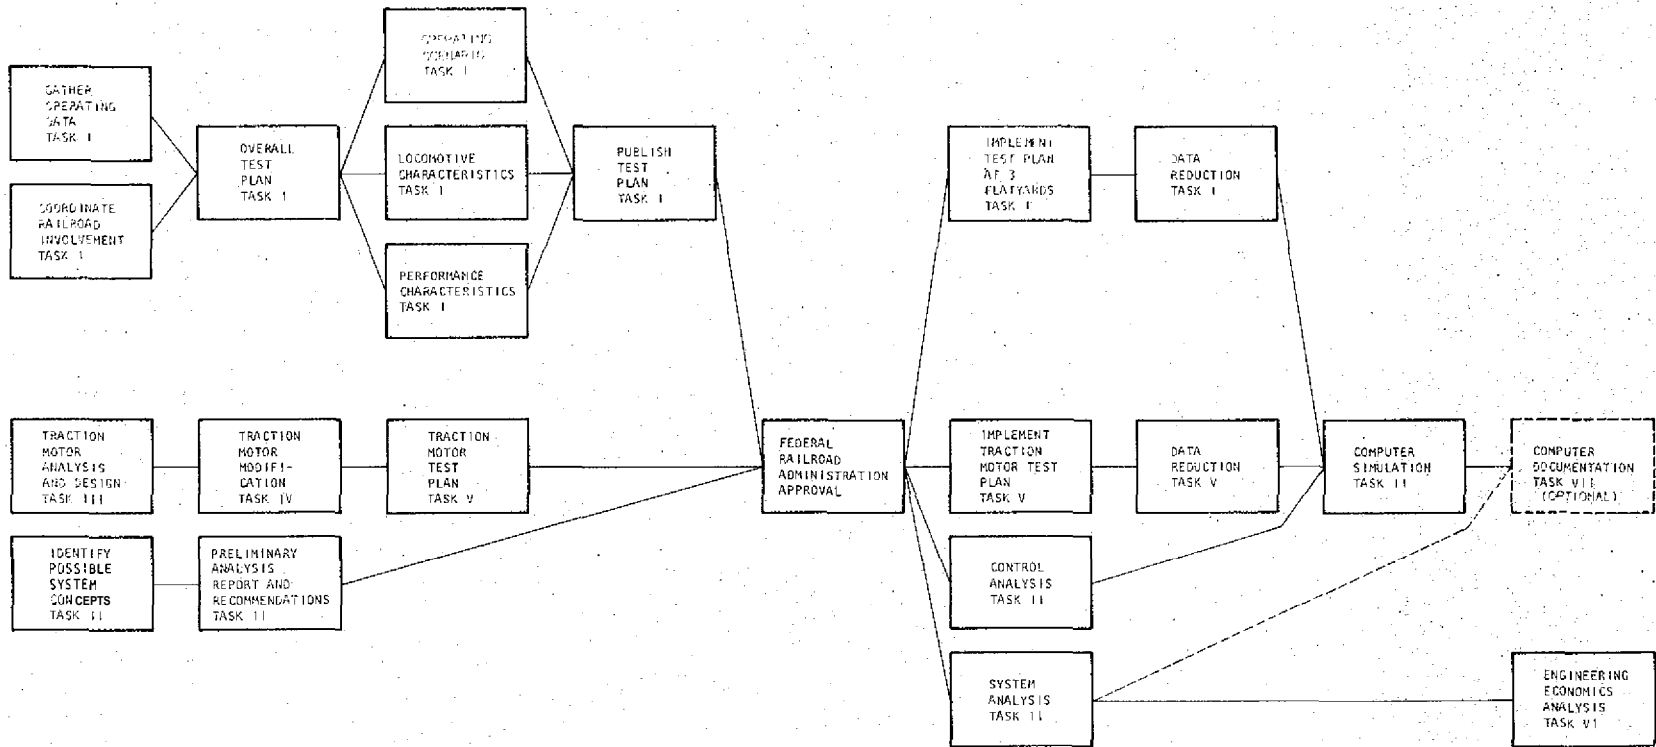 GATHER
OPERATING
DATA
TASK I
COORDINATE
RAILROAD
INVOLVEMENT
TASK I
OVERALL
TEST
PLAN
TASK I
OPERATING
SCENARIO
TASK I
LOCOMOTIVE
CHARACTERISTICS
TASK I
PERFORMANCE
CHARACTERISTICS
TASK I
PUBLISH
TEST
PLAN
TASK I
IMPLEMENT
TEST PLAN
AT 3
FLATYARDS
TASK I
DATA
REDUCTION
TASK I
TRACTION
MOTOR
ANALYSIS
AND DESIGN
TASK III
TRACTION
MOTOR
MODIFI-
CATION
TASK IV
TRACTION
MOTOR
TEST
PLAN
TASK V
FEDERAL
RAILROAD
ADMINISTRATION
APPROVAL
IMPLEMENT
TRACTION
MOTOR TEST
PLAN
TASK V
DATA
REDUCTION
TASK V
COMPUTER
SIMULATION
TASK II
COMPUTER
DOCUMENTATION
TASK VII
(OPTIONAL)
IDENTIFY
POSSIBLE
SYSTEM
CONCEPTS
TASK II
PRELIMINARY
ANALYSIS
REPORT AND
RECOMMENDATIONS
TASK II
CONTROL
ANALYSIS
TASK II
SYSTEM
ANALYSIS
TASK II
ENGINEERING
ECONOMICS
ANALYSIS
TASK VI